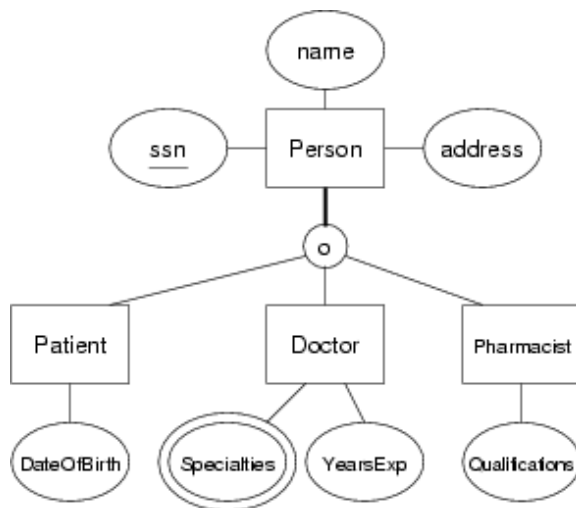 name
ssn
Person
address
o
Patient
Doctor
Pharmacist
DateOfBirth
Specialties
YearsExp
Qualifications